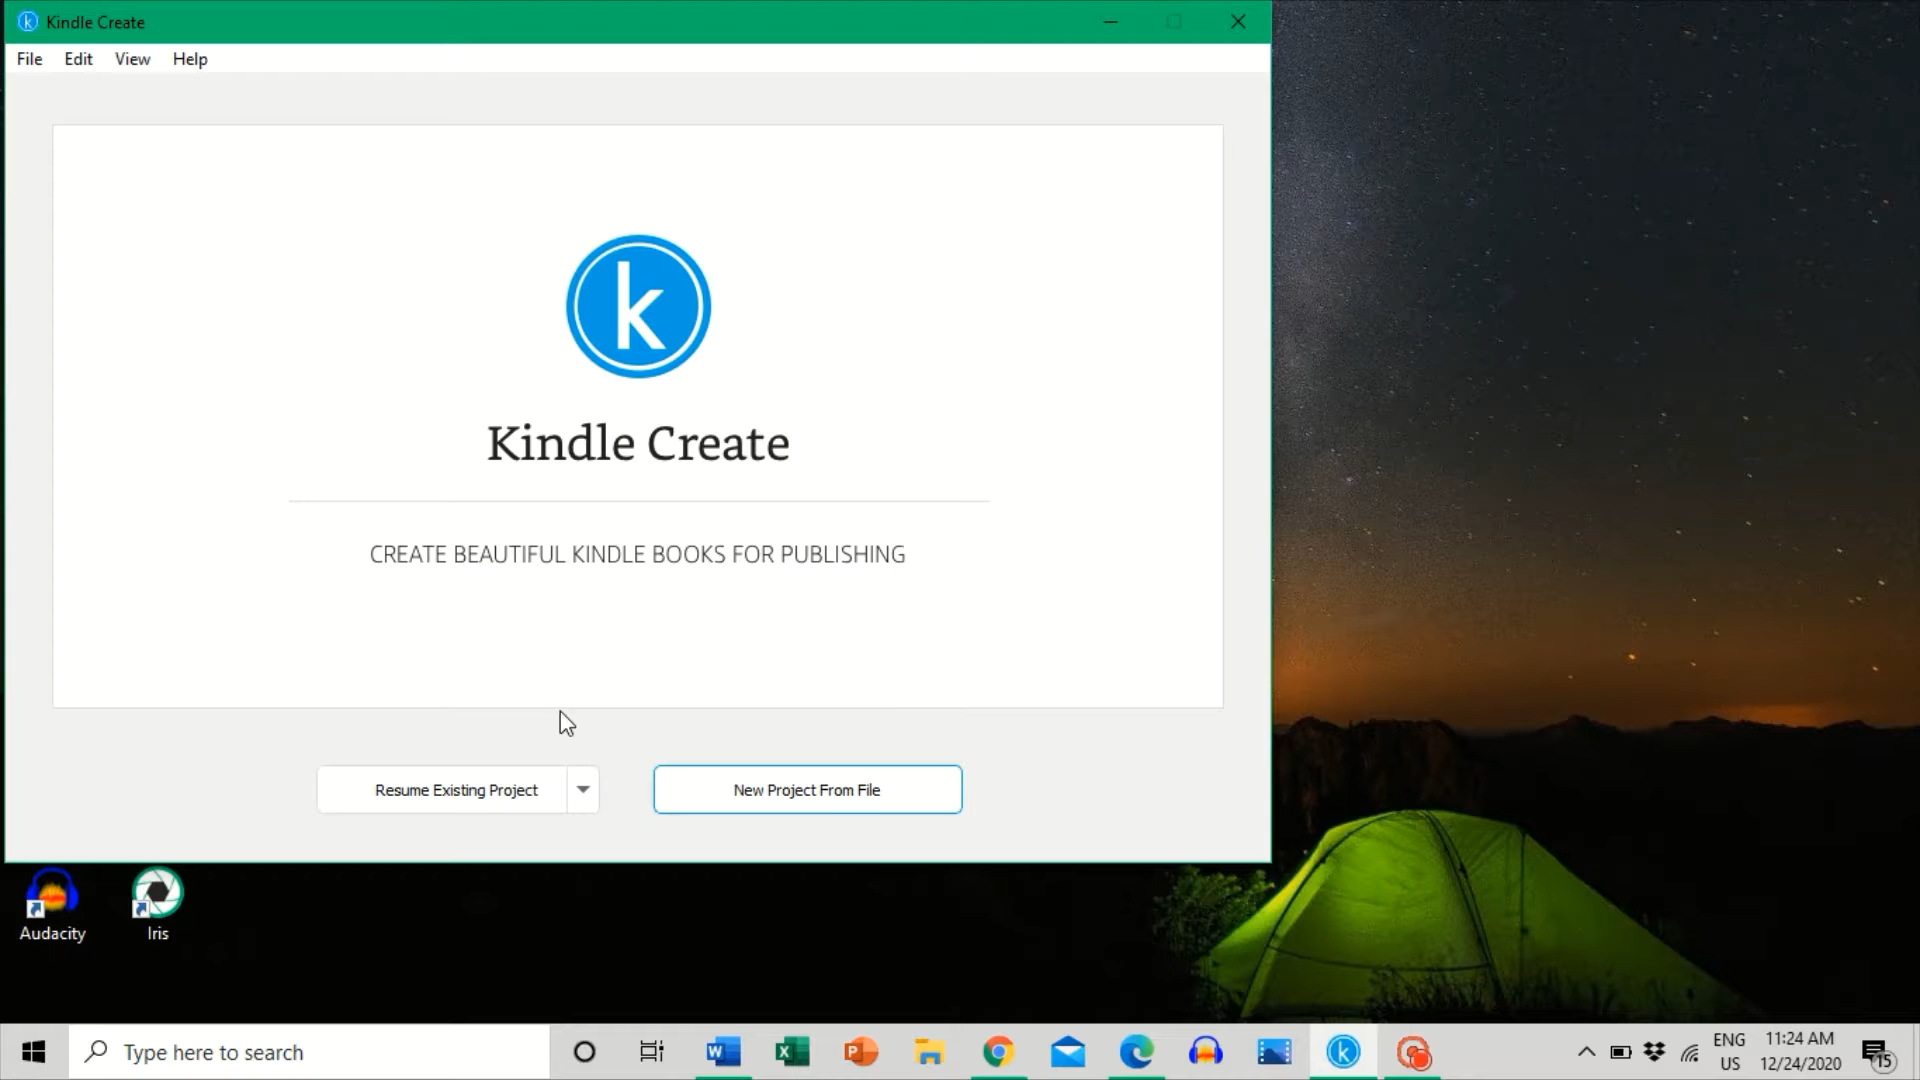 Kindle Create
File Edit View Help
k
Kindle Create
CREATE BEAUTIFUL KINDLE BOOKS FOR PUBLISHING
Resume Existing Project
New Project From File
Audacity
Iris
Type here to search
ENG
US
11:24 AM
12/24/2020
15